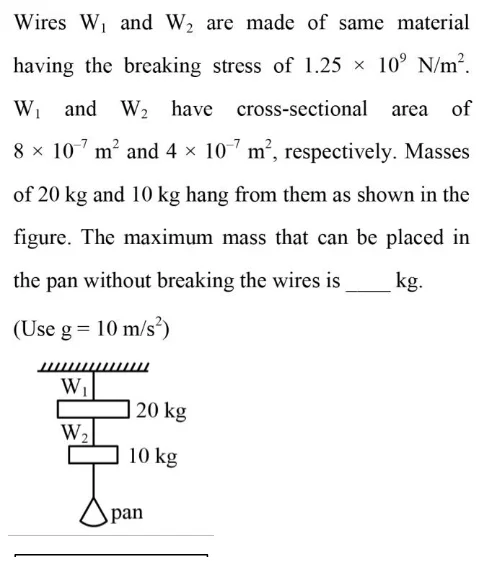 Wires W₁ and W₂ are made of same material
having the breaking stress of 1.25 × 10⁹ N/m².
W₁ and W₂ have cross-sectional area of
8 × 10⁻⁷ m² and 4 × 10⁻⁷ m², respectively. Masses
of 20 kg and 10 kg hang from them as shown in the
figure. The maximum mass that can be placed in
the pan without breaking the wires is ____ kg.
(Use g = 10 m/s²)
W₁
20 kg
W₂
10 kg
pan